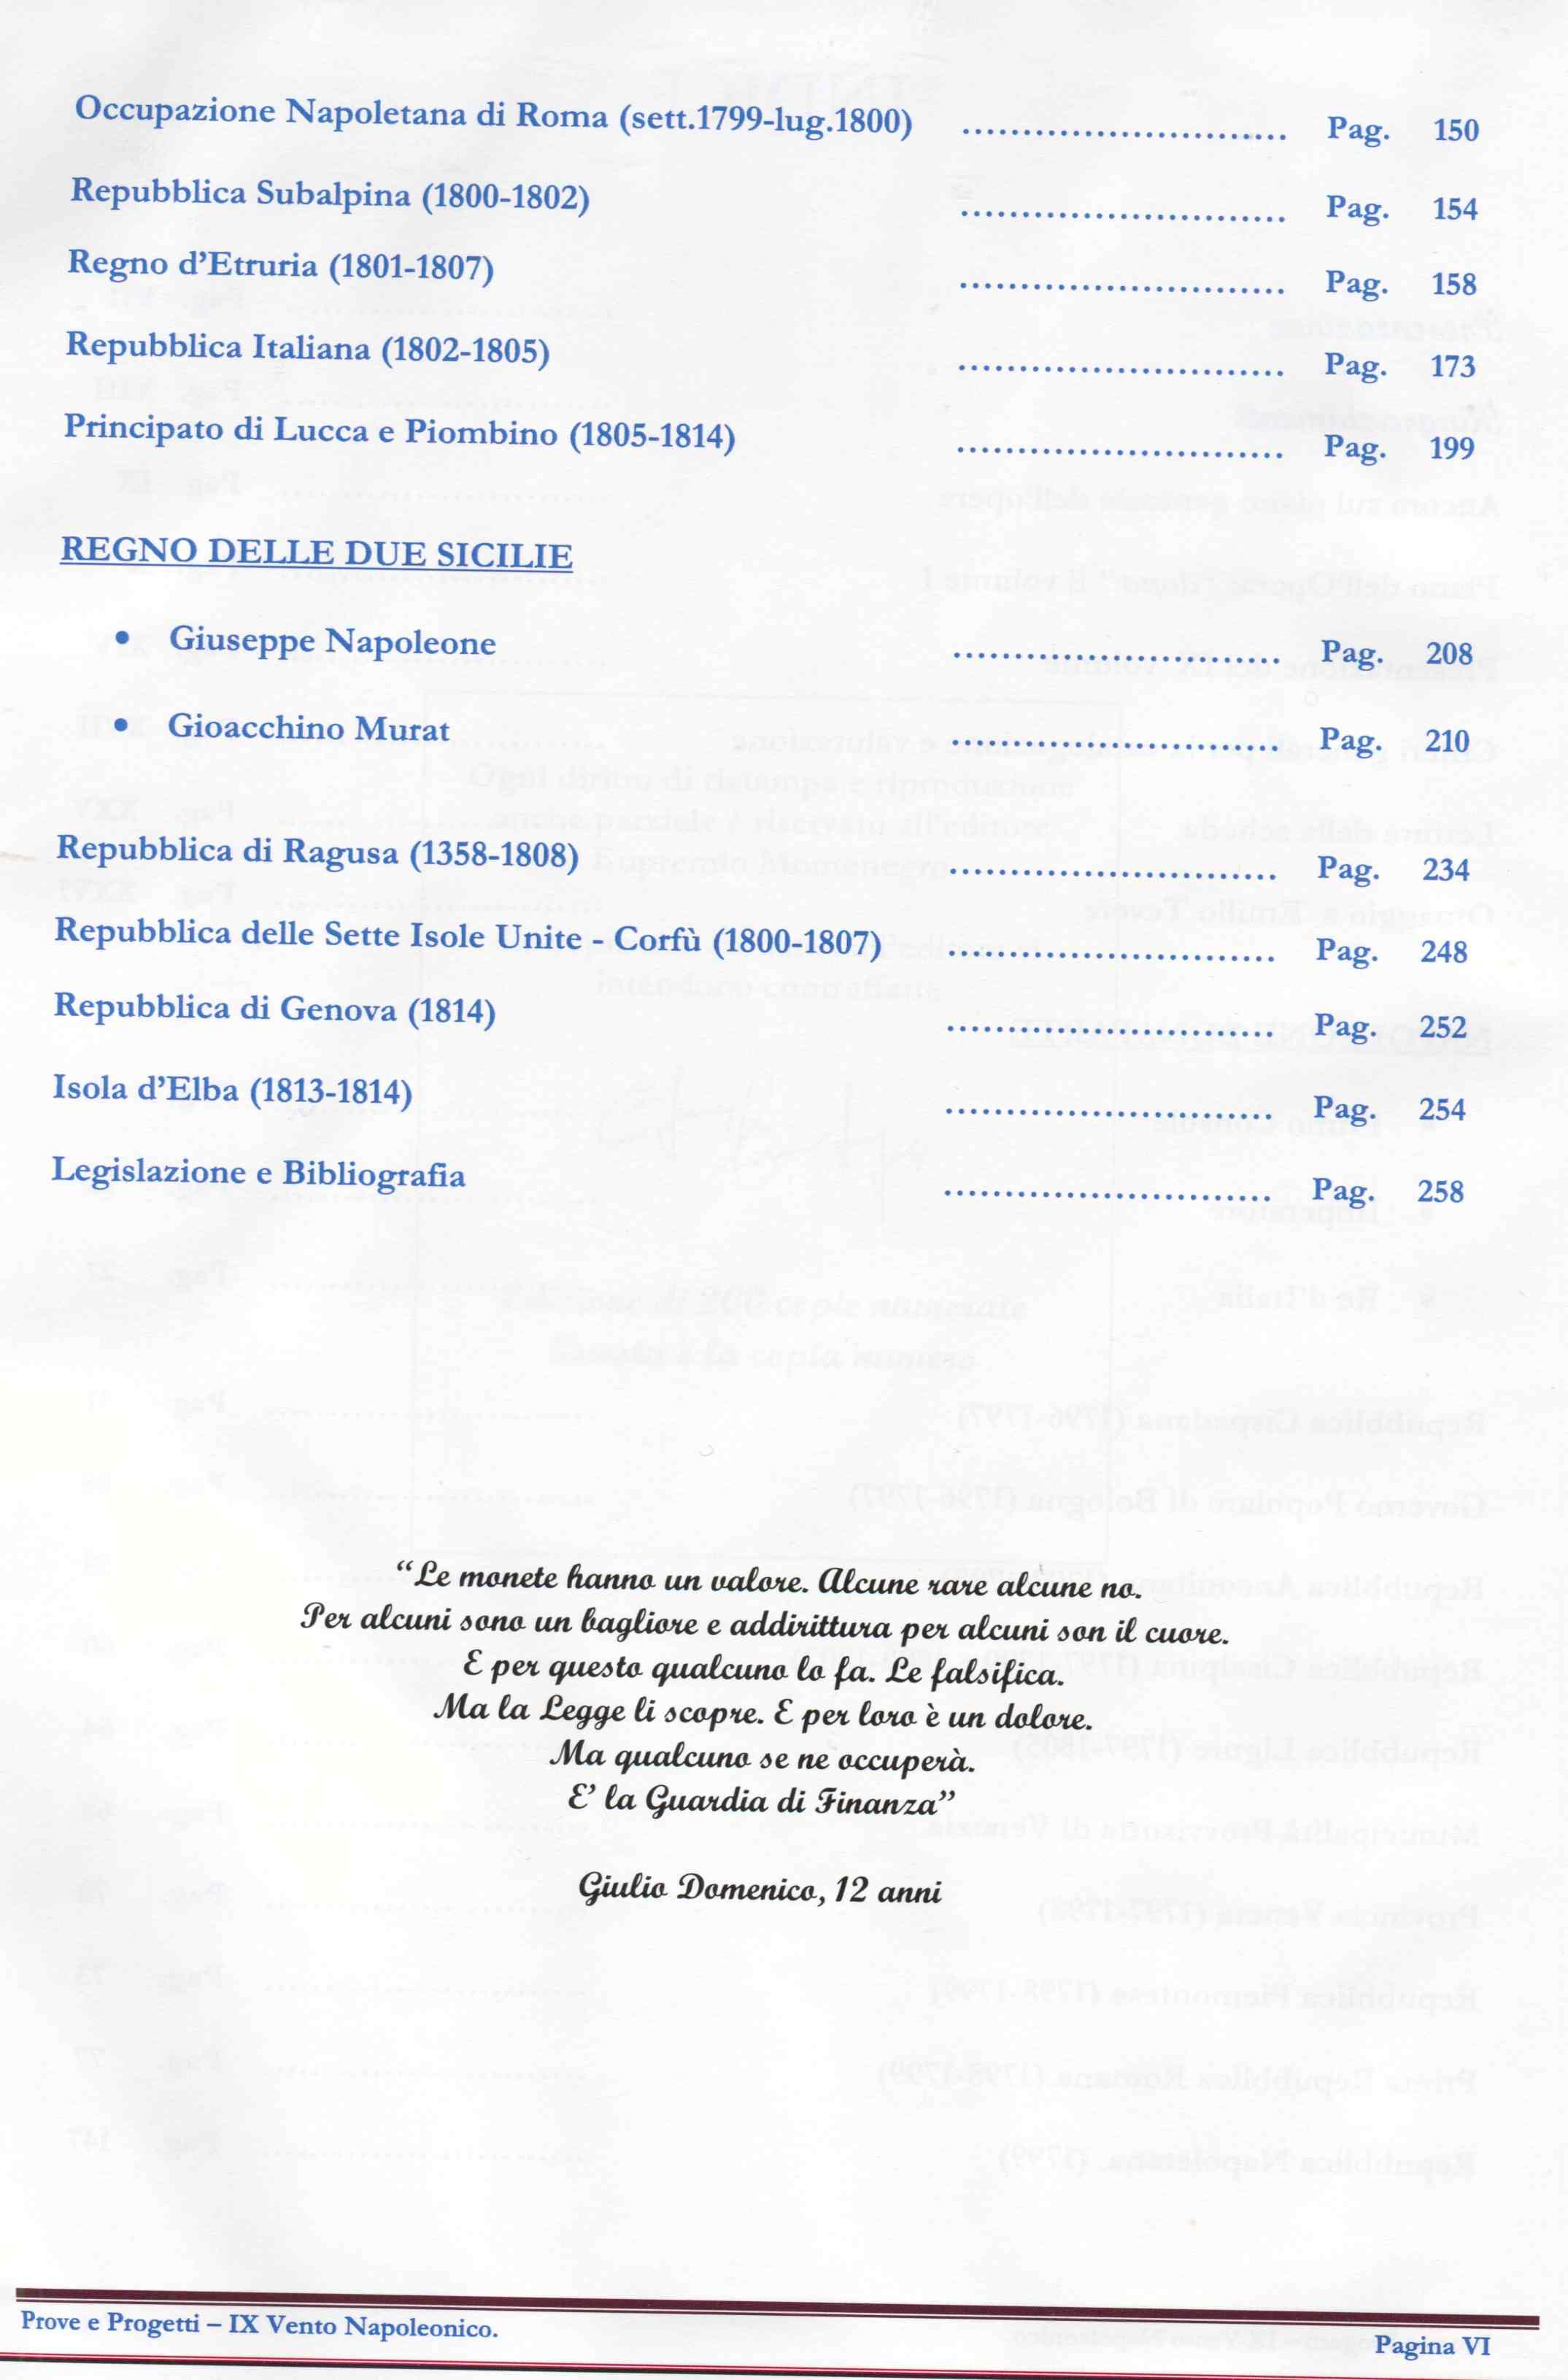 Occupazione Napoletana di Roma (sett.1799-lug.1800) ........................... Pag. 150
Repubblica Subalpina (1800-1802) ........................... Pag. 154
Regno d’Etruria (1801-1807) ........................... Pag. 158
Repubblica Italiana (1802-1805) ........................... Pag. 173
Principato di Lucca e Piombino (1805-1814) ........................... Pag. 199
REGNO DELLE DUE SICILIE
• Giuseppe Napoleone ........................... Pag. 208
• Gioacchino Murat ........................... Pag. 210
Repubblica di Ragusa (1358-1808) ........................... Pag. 234
Repubblica delle Sette Isole Unite - Corfù (1800-1807) ........................... Pag. 248
Repubblica di Genova (1814) ........................... Pag. 252
Isola d’Elba (1813-1814) ........................... Pag. 254
Legislazione e Bibliografia ........................... Pag. 258
“Le monete hanno un valore. Alcune rare alcune no.
Per alcuni sono un bagliore e addirittura per alcuni son il cuore.
E per questo qualcuno lo fa. Le falsifica.
Ma la Legge li scopre. E per loro è un dolore.
Ma qualcuno se ne occuperà.
E’ la Guardia di Finanza”
Giulio Domenico, 12 anni
Prove e Progetti – IX Vento Napoleonico.
Pagina VI